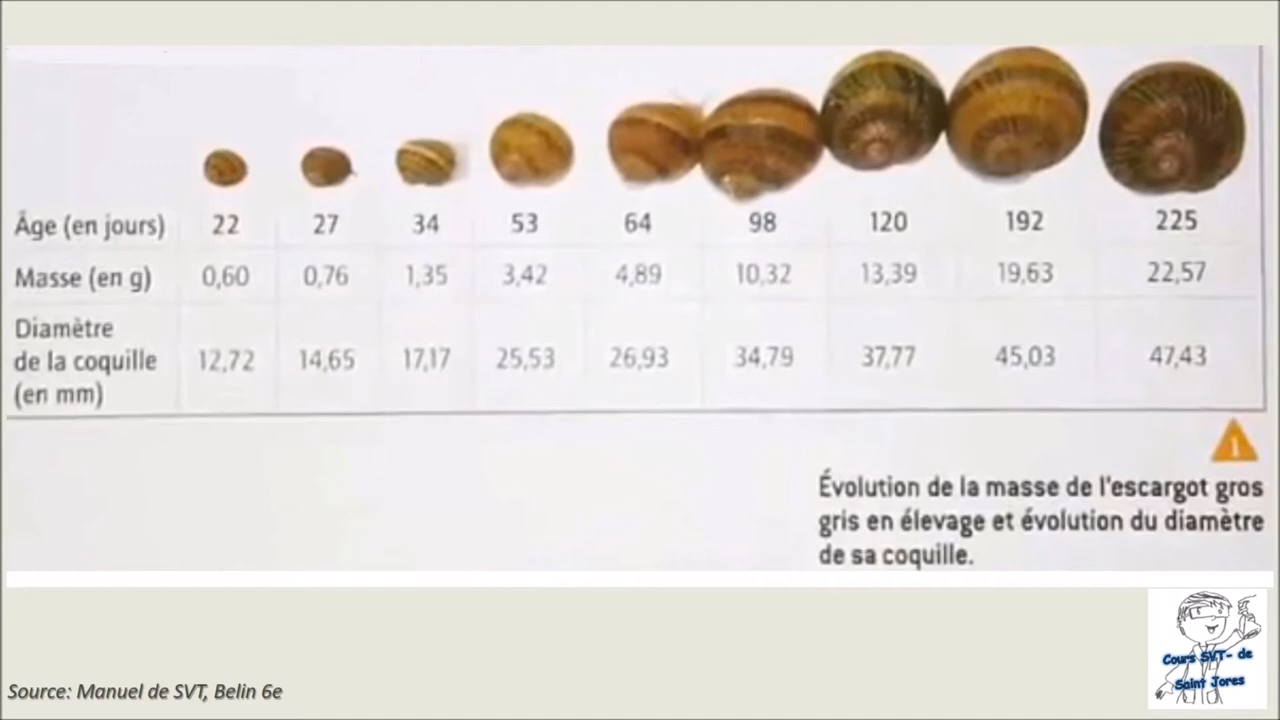 Âge (en jours) 22 27 34 53 64 98 120 192 225
Masse (en g) 0,60 0,76 1,35 3,42 4,89 10,32 13,39 19,63 22,57
Diamètre
de la coquille 12,72 14,65 17,17 25,53 26,93 34,79 37,77 45,03 47,43
(en mm)
1
Évolution de la masse de l'escargot gros
gris en élevage et évolution du diamètre
de sa coquille.
Cours SVT- de
Saint Jores
Source: Manuel de SVT, Belin 6e